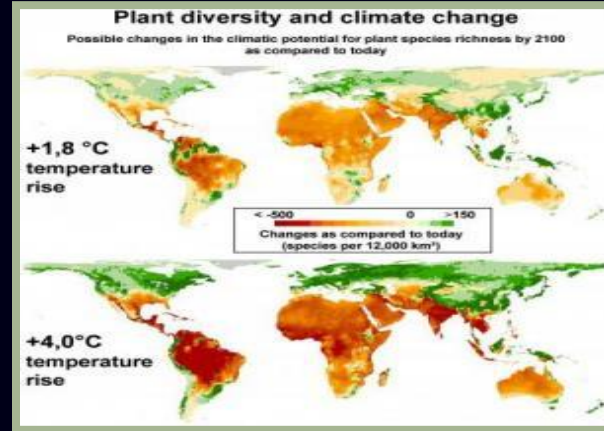 Plant diversity and climate change
Possible changes in the climatic potential for plant species richness by 2100
as compared to today
+1,8 °C
temperature
rise
< -500 0 >150
Changes as compared to today
(species per 12,000 km²)
+4,0°C
temperature
rise